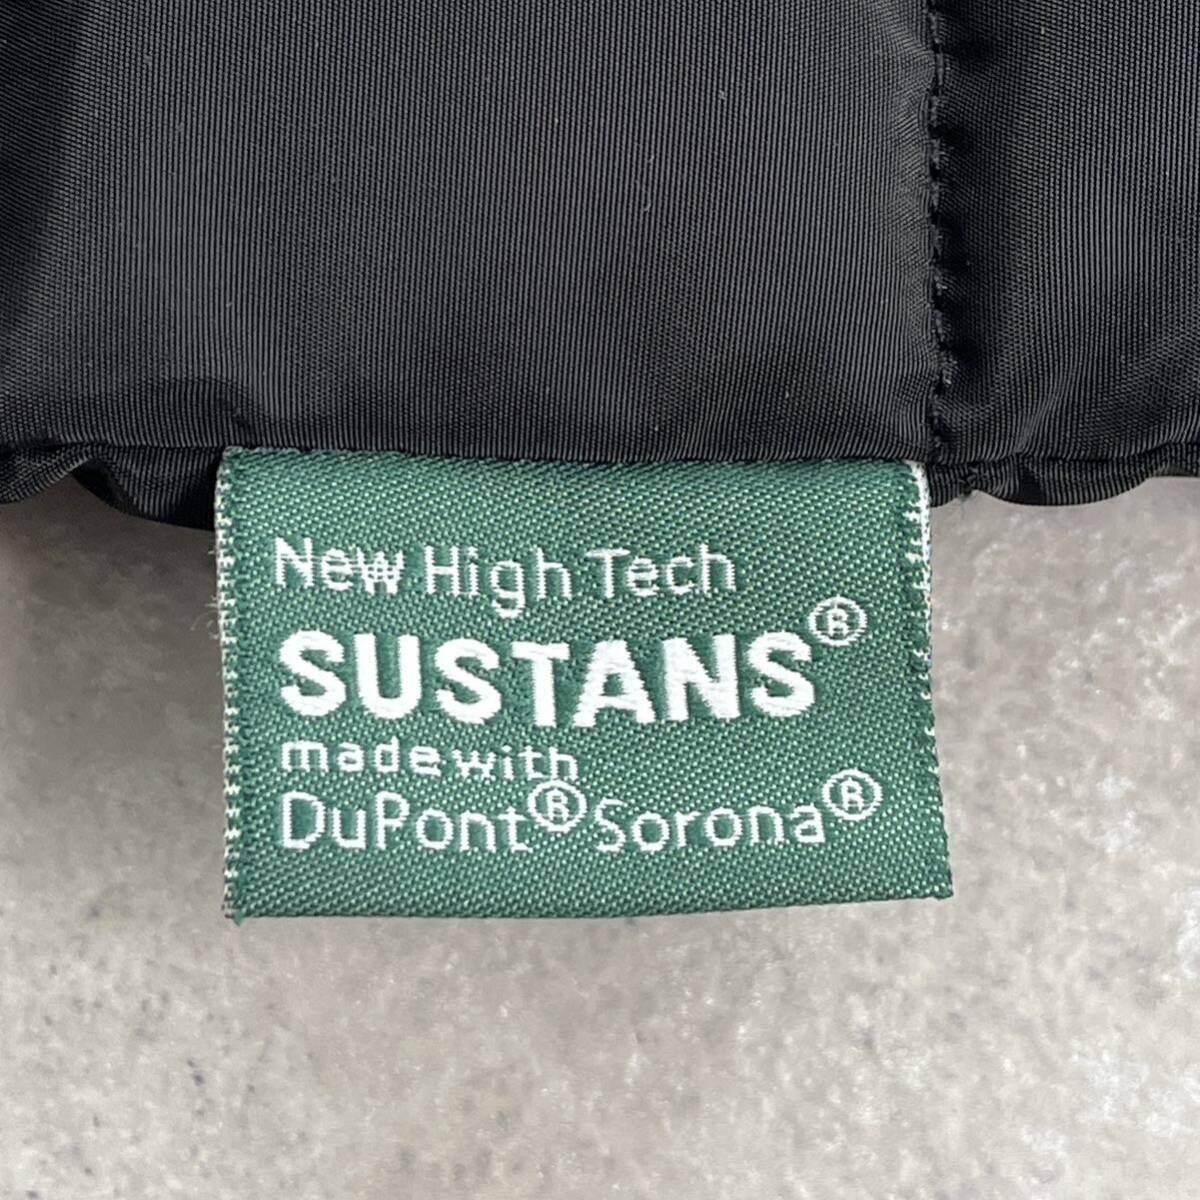 New High Tech
SUSTANS®
made with
DuPont® Sorona®